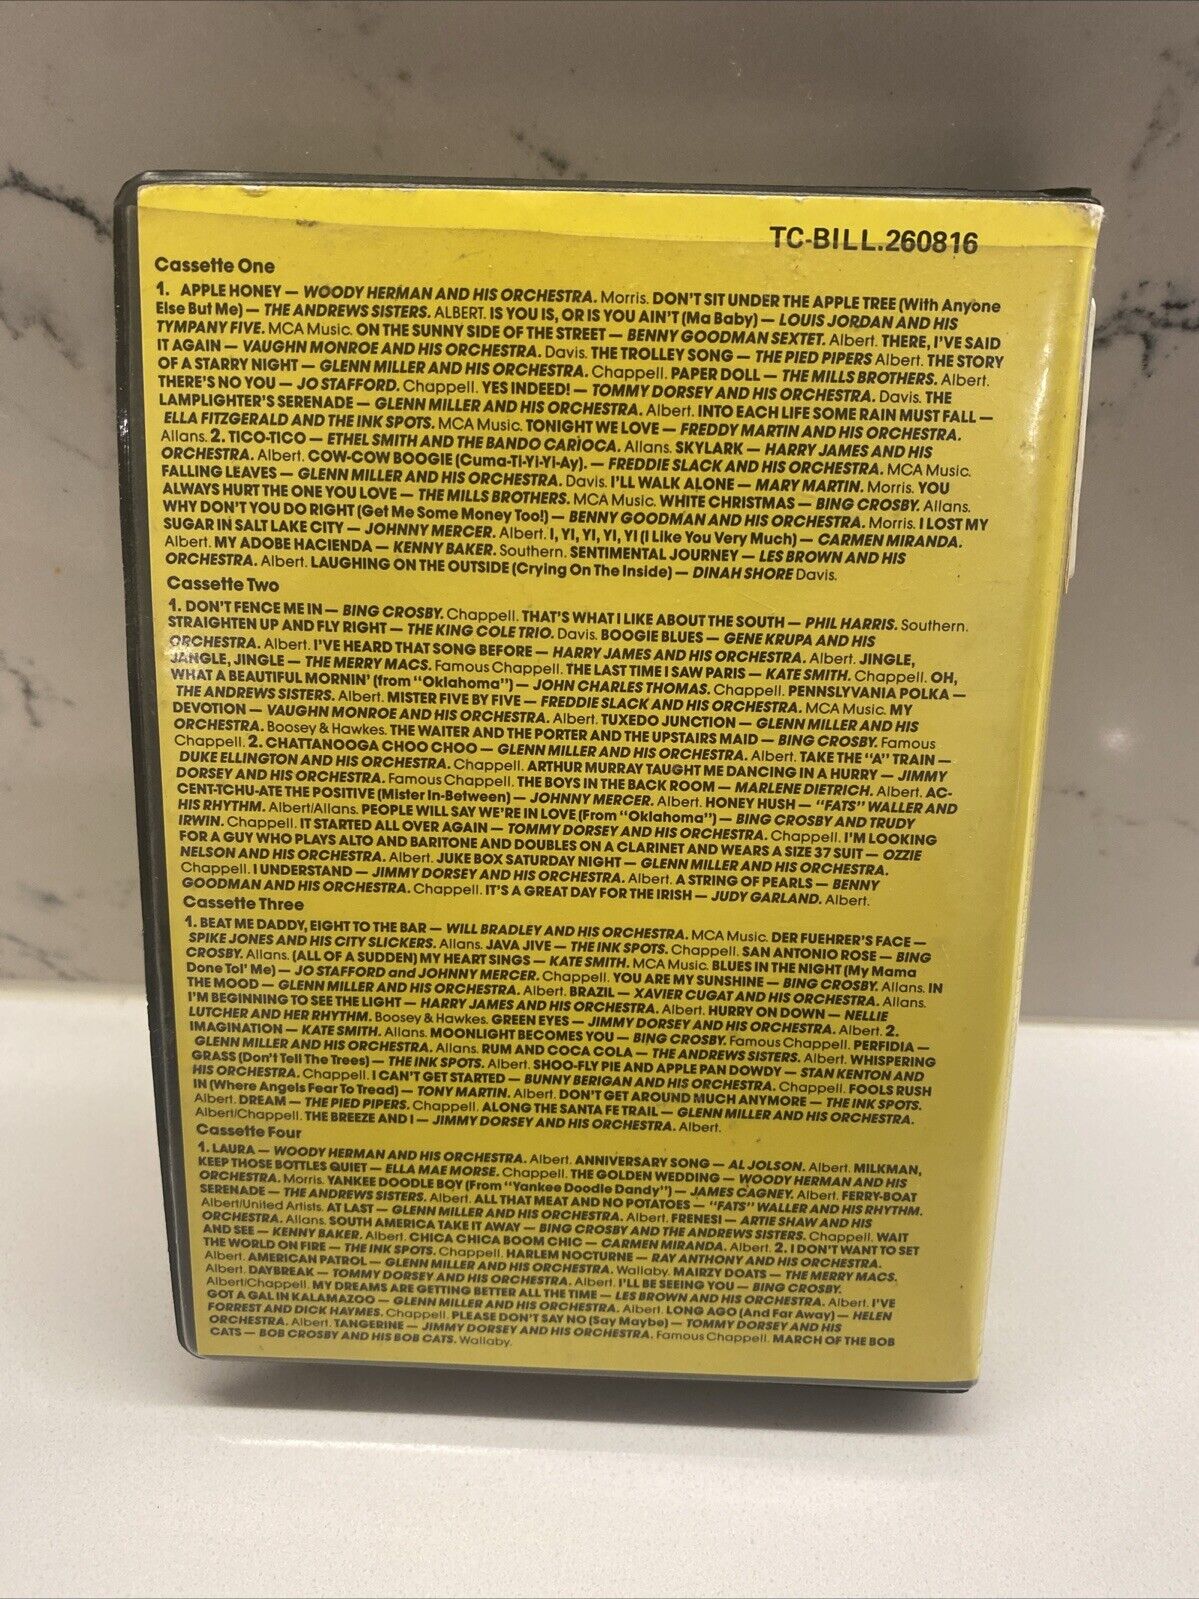 TC-BILL.260816
Cassette One
1. APPLE HONEY — WOODY HERMAN AND HIS ORCHESTRA. Morris. DON'T SIT UNDER THE APPLE TREE (With Anyone
Else But Me) — THE ANDREWS SISTERS. ALBERT. IS YOU IS, OR IS YOU AIN'T (Ma Baby) — LOUIS JORDAN AND HIS
TYMPANY FIVE. MCA Music. ON THE SUNNY SIDE OF THE STREET — BENNY GOODMAN SEXTET. Albert. THERE, I'VE SAID
IT AGAIN — VAUGHN MONROE AND HIS ORCHESTRA. Davis. THE TROLLEY SONG — THE PIED PIPERS Albert. THE STORY
OF A STARRY NIGHT — GLENN MILLER AND HIS ORCHESTRA. Chappell. PAPER DOLL — THE MILLS BROTHERS. Albert.
THERE'S NO YOU — JO STAFFORD. Chappell. YES INDEED! — TOMMY DORSEY AND HIS ORCHESTRA. Davis. THE
LAMPLIGHTER'S SERENADE — GLENN MILLER AND HIS ORCHESTRA. Albert. INTO EACH LIFE SOME RAIN MUST FALL —
ELLA FITZGERALD AND THE INK SPOTS. MCA Music. TONIGHT WE LOVE — FREDDY MARTIN AND HIS ORCHESTRA.
Allans. 2. TICO-TICO — ETHEL SMITH AND THE BANDO CARIOCA. Allans. SKYLARK — HARRY JAMES AND HIS
ORCHESTRA. Albert. COW-COW BOOGIE (Cuma-Ti-Yi-Yi-Ay). — FREDDIE SLACK AND HIS ORCHESTRA. MCA Music.
FALLING LEAVES — GLENN MILLER AND HIS ORCHESTRA. Davis. I'LL WALK ALONE — MARY MARTIN. Morris. YOU
ALWAYS HURT THE ONE YOU LOVE — THE MILLS BROTHERS. MCA Music. WHITE CHRISTMAS — BING CROSBY. Allans.
WHY DON'T YOU DO RIGHT (Get Me Some Money Too!) — BENNY GOODMAN AND HIS ORCHESTRA. Morris. I LOST MY
SUGAR IN SALT LAKE CITY — JOHNNY MERCER. Albert. I, YI, YI, YI, YI (I Like You Very Much) — CARMEN MIRANDA.
Albert. MY ADOBE HACIENDA — KENNY BAKER. Southern. SENTIMENTAL JOURNEY — LES BROWN AND HIS
ORCHESTRA. Albert. LAUGHING ON THE OUTSIDE (Crying On The Inside) — DINAH SHORE Davis.
Cassette Two
1. DON'T FENCE ME IN — BING CROSBY. Chappell. THAT'S WHAT I LIKE ABOUT THE SOUTH — PHIL HARRIS. Southern.
STRAIGHTEN UP AND FLY RIGHT — THE KING COLE TRIO. Davis. BOOGIE BLUES — GENE KRUPA AND HIS
ORCHESTRA. Albert. I'VE HEARD THAT SONG BEFORE — HARRY JAMES AND HIS ORCHESTRA. Albert. JINGLE,
JANGLE, JINGLE — THE MERRY MACS. Famous Chappell. THE LAST TIME I SAW PARIS — KATE SMITH. Chappell. OH,
WHAT A BEAUTIFUL MORNIN' (from "Oklahoma") — JOHN CHARLES THOMAS. Chappell. PENNSLYVANIA POLKA —
THE ANDREWS SISTERS. Albert. MISTER FIVE BY FIVE — FREDDIE SLACK AND HIS ORCHESTRA. MCA Music. MY
DEVOTION — VAUGHN MONROE AND HIS ORCHESTRA. Albert. TUXEDO JUNCTION — GLENN MILLER AND HIS
ORCHESTRA. Boosey & Hawkes. THE WAITER AND THE PORTER AND THE UPSTAIRS MAID — BING CROSBY. Famous
Chappell. 2. CHATTANOOGA CHOO CHOO — GLENN MILLER AND HIS ORCHESTRA. Albert. TAKE THE "A" TRAIN —
DUKE ELLINGTON AND HIS ORCHESTRA. Chappell. ARTHUR MURRAY TAUGHT ME DANCING IN A HURRY — JIMMY
DORSEY AND HIS ORCHESTRA. Famous Chappell. THE BOYS IN THE BACK ROOM — MARLENE DIETRICH. Albert. AC-
CENT-TCHU-ATE THE POSITIVE (Mister In-Between) — JOHNNY MERCER. Albert. HONEY HUSH — "FATS" WALLER AND
HIS RHYTHM. Albert/Allans. PEOPLE WILL SAY WE'RE IN LOVE (From "Oklahoma") — BING CROSBY AND TRUDY
IRWIN. Chappell. IT STARTED ALL OVER AGAIN — TOMMY DORSEY AND HIS ORCHESTRA. Chappell. I'M LOOKING
FOR A GUY WHO PLAYS ALTO AND BARITONE AND DOUBLES ON A CLARINET AND WEARS A SIZE 37 SUIT — OZZIE
NELSON AND HIS ORCHESTRA. Albert. JUKE BOX SATURDAY NIGHT — GLENN MILLER AND HIS ORCHESTRA.
Chappell. I UNDERSTAND — JIMMY DORSEY AND HIS ORCHESTRA. Albert. A STRING OF PEARLS — BENNY
GOODMAN AND HIS ORCHESTRA. Chappell. IT'S A GREAT DAY FOR THE IRISH — JUDY GARLAND. Albert.
Cassette Three
1. BEAT ME DADDY, EIGHT TO THE BAR — WILL BRADLEY AND HIS ORCHESTRA. MCA Music. DER FUEHRER'S FACE —
SPIKE JONES AND HIS CITY SLICKERS. Allans. JAVA JIVE — THE INK SPOTS. Chappell. SAN ANTONIO ROSE — BING
CROSBY. Allans. (ALL OF A SUDDEN) MY HEART SINGS — KATE SMITH. MCA Music. BLUES IN THE NIGHT (My Mama
Done Tol' Me) — JO STAFFORD and JOHNNY MERCER. Chappell. YOU ARE MY SUNSHINE — BING CROSBY. Allans. IN
THE MOOD — GLENN MILLER AND HIS ORCHESTRA. Albert. BRAZIL — XAVIER CUGAT AND HIS ORCHESTRA. Allans.
I'M BEGINNING TO SEE THE LIGHT — HARRY JAMES AND HIS ORCHESTRA. Albert. HURRY ON DOWN — NELLIE
LUTCHER AND HER RHYTHM. Boosey & Hawkes. GREEN EYES — JIMMY DORSEY AND HIS ORCHESTRA. Albert. 2.
IMAGINATION — KATE SMITH. Allans. MOONLIGHT BECOMES YOU — BING CROSBY. Famous Chappell. PERFIDIA —
GLENN MILLER AND HIS ORCHESTRA. Allans. RUM AND COCA COLA — THE ANDREWS SISTERS. Albert. WHISPERING
GRASS (Don't Tell The Trees) — THE INK SPOTS. Albert. SHOO-FLY PIE AND APPLE PAN DOWDY — STAN KENTON AND
HIS ORCHESTRA. Chappell. I CAN'T GET STARTED — BUNNY BERIGAN AND HIS ORCHESTRA. Chappell. FOOLS RUSH
IN (Where Angels Fear To Tread) — TONY MARTIN. Albert. DON'T GET AROUND MUCH ANYMORE — THE INK SPOTS.
Albert. DREAM — THE PIED PIPERS. Chappell. ALONG THE SANTA FE TRAIL — GLENN MILLER AND HIS ORCHESTRA.
Albert/Chappell. THE BREEZE AND I — JIMMY DORSEY AND HIS ORCHESTRA. Albert.
Cassette Four
1. LAURA — WOODY HERMAN AND HIS ORCHESTRA. Albert. ANNIVERSARY SONG — AL JOLSON. Albert. MILKMAN,
KEEP THOSE BOTTLES QUIET — ELLA MAE MORSE. Chappell. THE GOLDEN WEDDING — WOODY HERMAN AND HIS
ORCHESTRA. Morris. YANKEE DOODLE BOY (From "Yankee Doodle Dandy") — JAMES CAGNEY. Albert. FERRY-BOAT
SERENADE — THE ANDREWS SISTERS. Albert. ALL THAT MEAT AND NO POTATOES — "FATS" WALLER AND HIS RHYTHM.
Albert/United Artists. AT LAST — GLENN MILLER AND HIS ORCHESTRA. Albert. FRENESI — ARTIE SHAW AND HIS
ORCHESTRA. Allans. SOUTH AMERICA TAKE IT AWAY — BING CROSBY AND THE ANDREWS SISTERS. Chappell. WAIT
AND SEE — KENNY BAKER. Albert. CHICA CHICA BOOM CHIC — CARMEN MIRANDA. Albert. 2. I DON'T WANT TO SET
THE WORLD ON FIRE — THE INK SPOTS. Chappell. HARLEM NOCTURNE — RAY ANTHONY AND HIS ORCHESTRA.
Albert. AMERICAN PATROL — GLENN MILLER AND HIS ORCHESTRA. Wallaby. MAIRZY DOATS — THE MERRY MACS.
Albert. DAYBREAK — TOMMY DORSEY AND HIS ORCHESTRA. Albert. I'LL BE SEEING YOU — BING CROSBY.
Albert/Chappell. MY DREAMS ARE GETTING BETTER ALL THE TIME — LES BROWN AND HIS ORCHESTRA. Albert. I'VE
GOT A GAL IN KALAMAZOO — GLENN MILLER AND HIS ORCHESTRA. Albert. LONG AGO (And Far Away) — HELEN
FORREST AND DICK HAYMES. Chappell. PLEASE DON'T SAY NO (Say Maybe) — TOMMY DORSEY AND HIS
ORCHESTRA. Albert. TANGERINE — JIMMY DORSEY AND HIS ORCHESTRA. Famous Chappell. MARCH OF THE BOB
CATS — BOB CROSBY AND HIS BOB CATS. Wallaby.